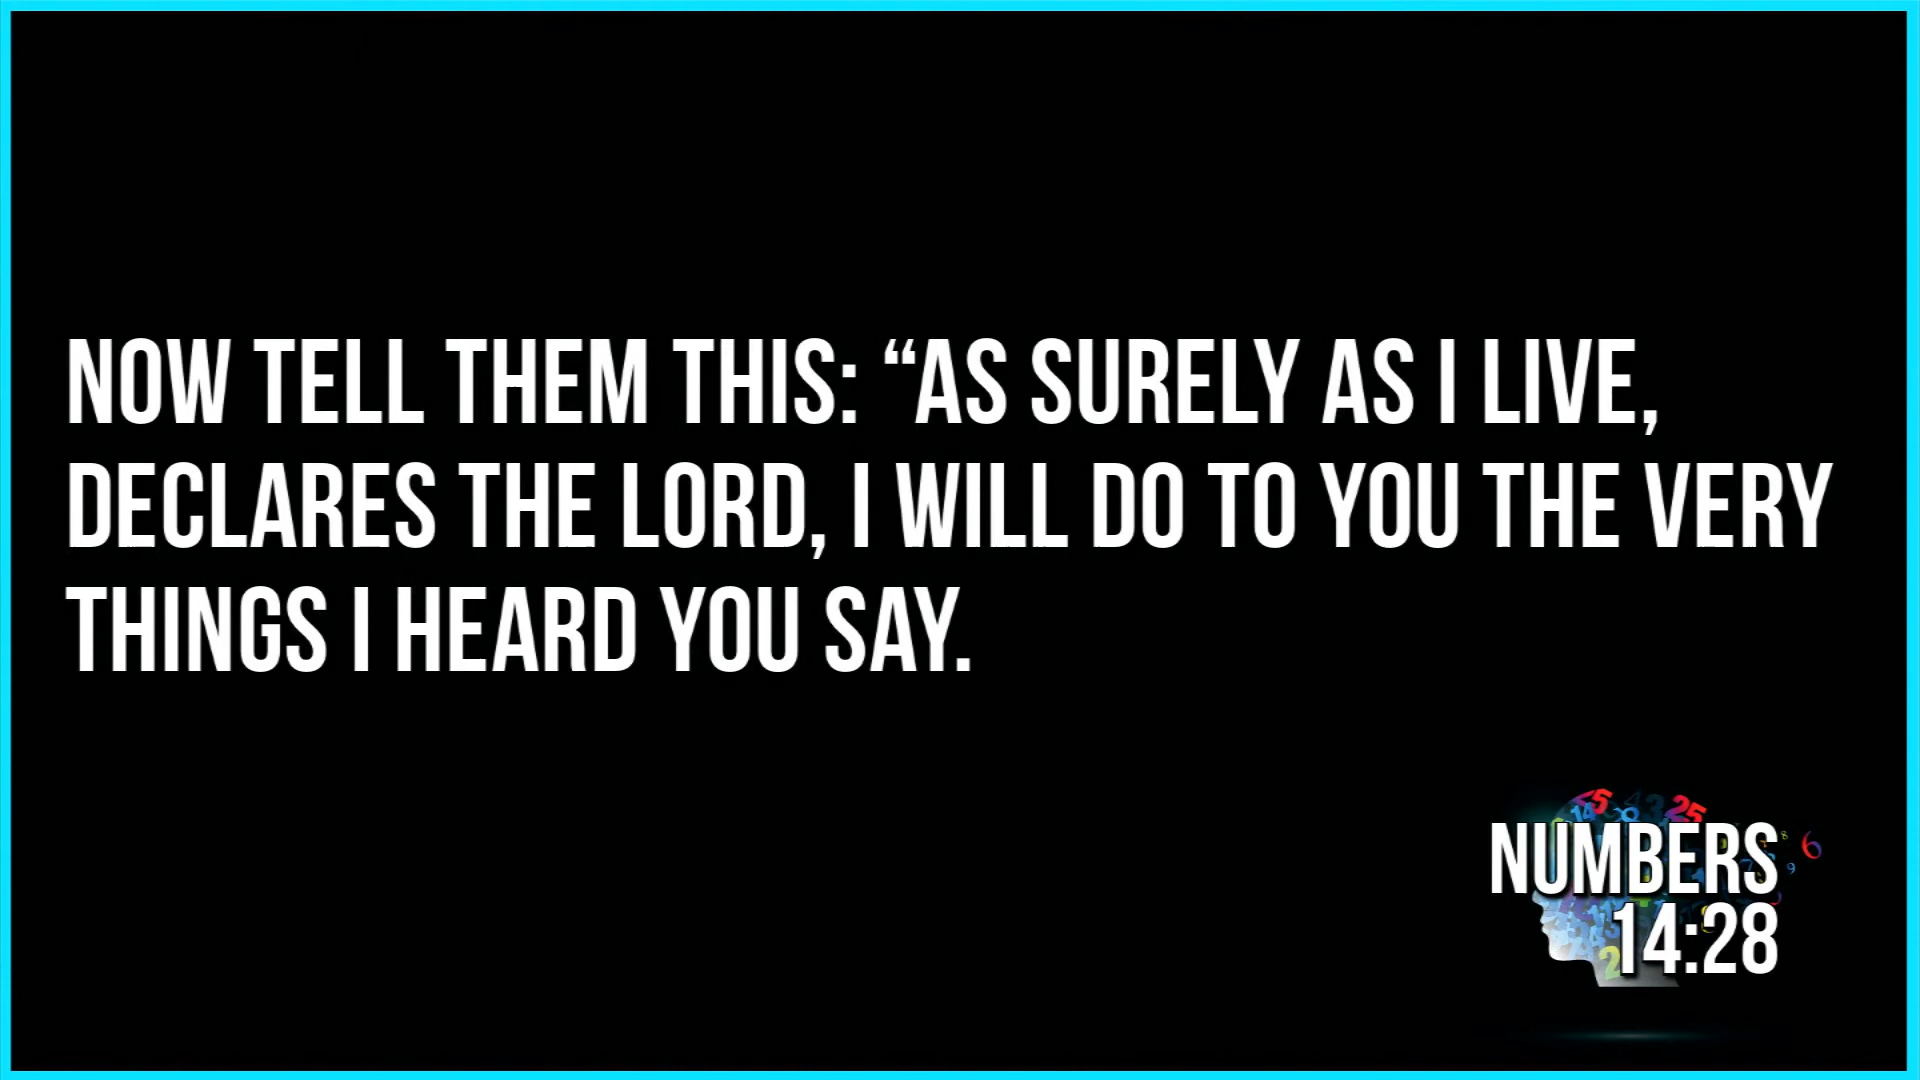 NOW TELL THEM THIS: “AS SURELY AS I LIVE,
DECLARES THE LORD, I WILL DO TO YOU THE VERY
THINGS I HEARD YOU SAY.
NUMBERS
14:28